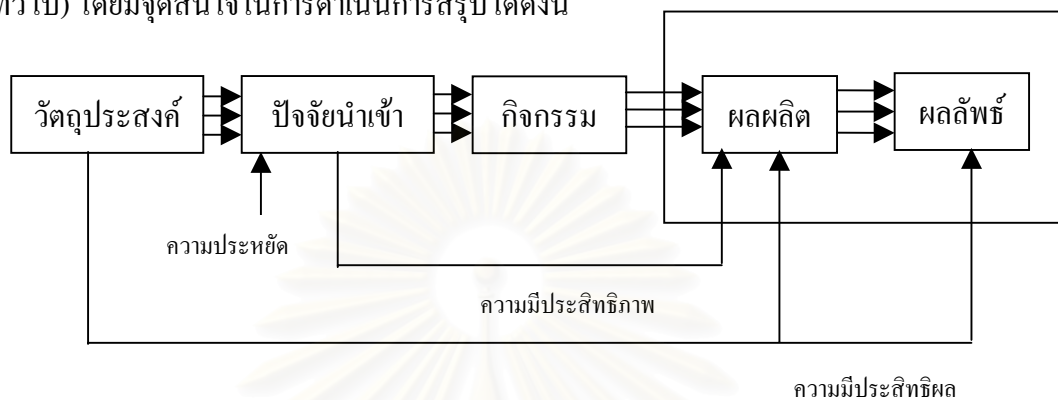 โดยมีจุดสนใจในการดำเนินการสรุปได้ดังนี้
วัตถุประสงค์ ปัจจัยนำเข้า กิจกรรม ผลผลิต ผลลัพธ์
ความประหยัด
ความมีประสิทธิภาพ
ความมีประสิทธิผล